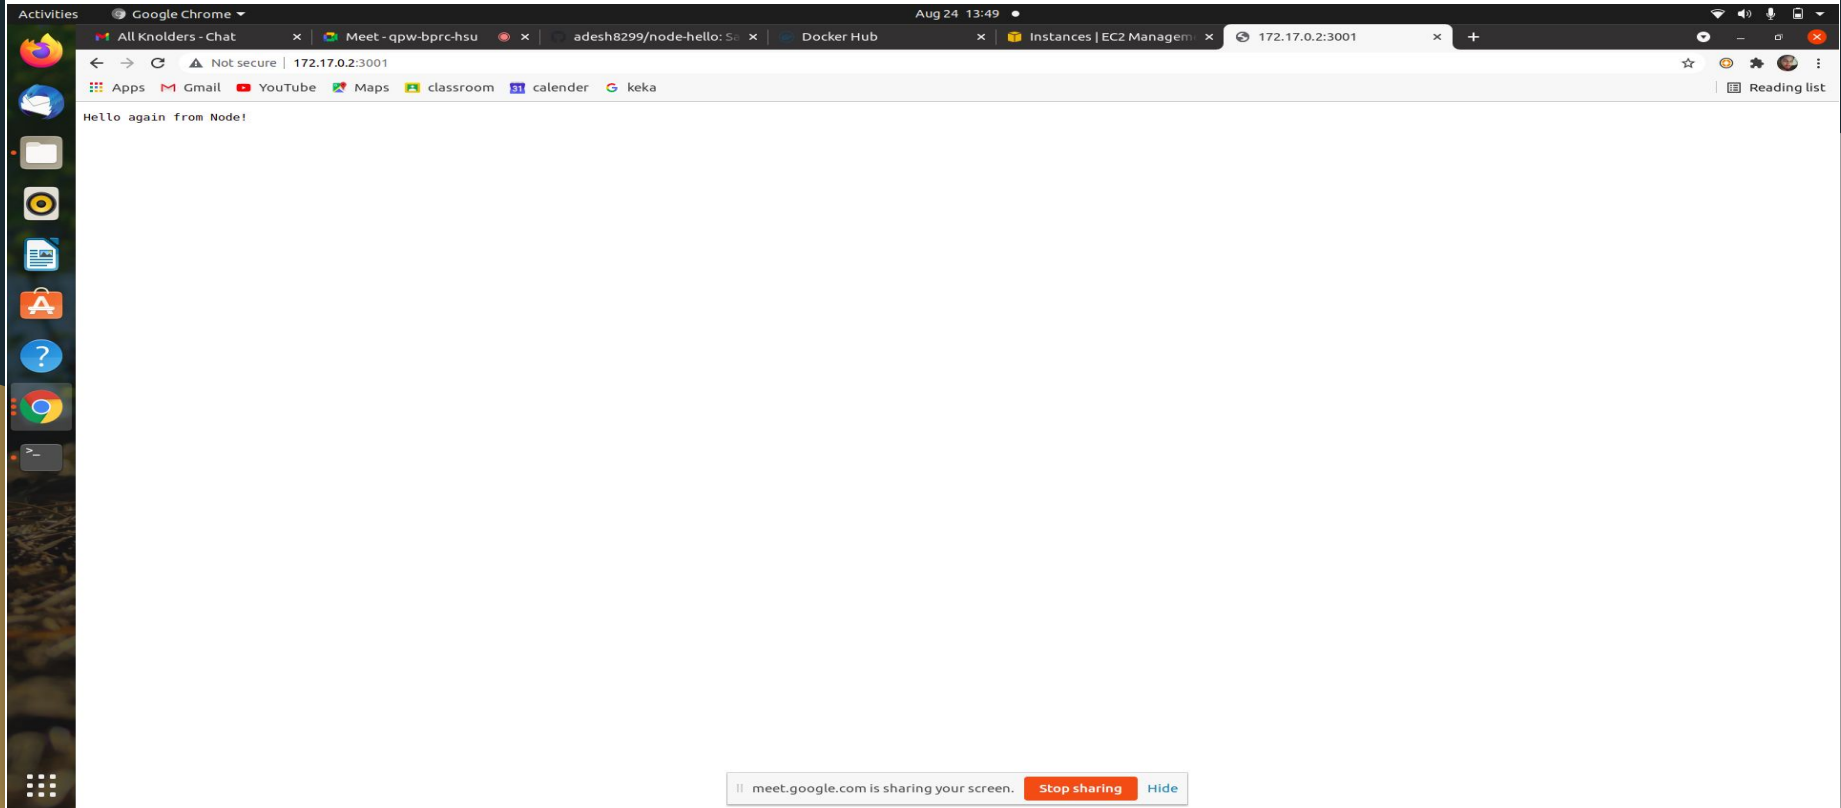 Activities Google Chrome Aug 24 13:49
All Knolders - Chat Meet - qpw-bprc-hsu adesh8299/node-hello: Sa Docker Hub Instances | EC2 Managem 172.17.0.2:3001
Not secure 172.17.0.2:3001
Apps Gmail YouTube Maps classroom 31 calender keka Reading list
Hello again from Node!
meet.google.com is sharing your screen. Stop sharing Hide